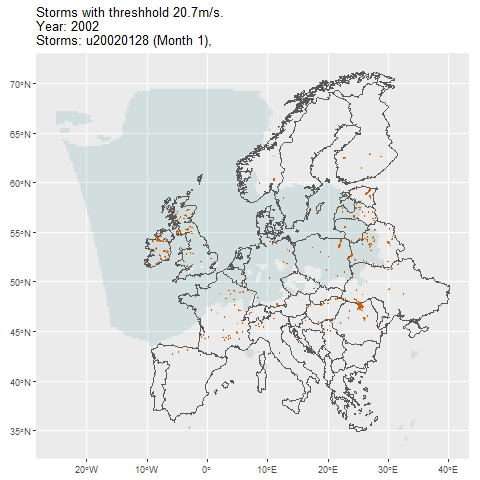 Storms with threshhold 20.7m/s.
Year: 2002
Storms: u20020128 (Month 1),
70°N
65°N
60°N
55°N
50°N
45°N
40°N
35°N
20°W
10°W
0°
10°E
20°E
30°E
40°E